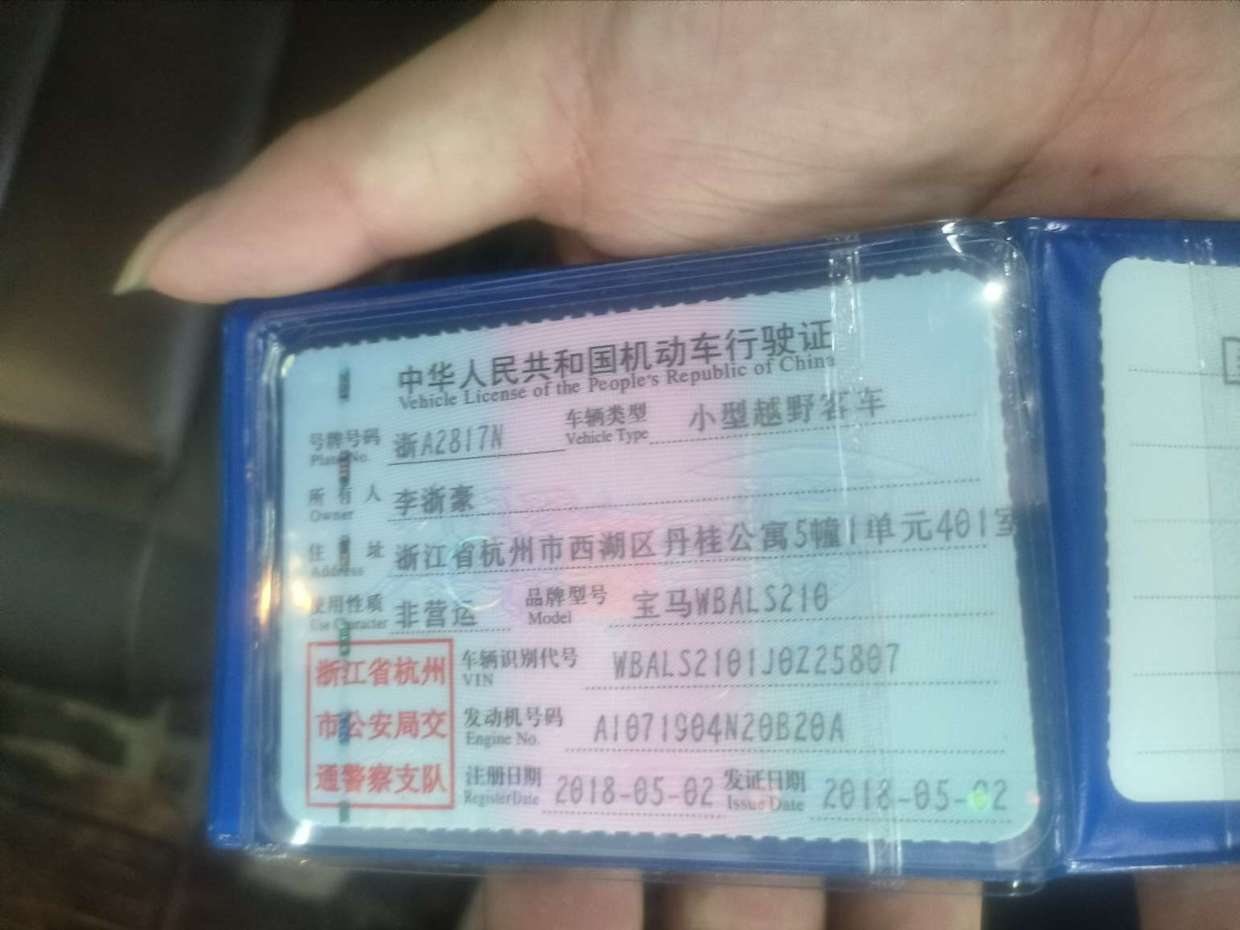 中华人民共和国机动车行驶证
Vehicle License of the People's Republic of China
号牌号码 浙A2817N 车辆类型 小型越野客车
Plate No. Vehicle Type
所有人 李浙豪
Owner
住址 浙江省杭州市西湖区丹桂公寓5幢1单元401室
Address
使用性质 非营运 品牌型号 宝马WBALS210
Use Character Model
浙江省杭州
市公安局交
通警察支队
车辆识别代号 WBALS2101J0Z25807
VIN
发动机号码 A1071904N20B20A
Engine No.
注册日期 2018-05-02 发证日期 2018-05-02
Register Date Issue Date